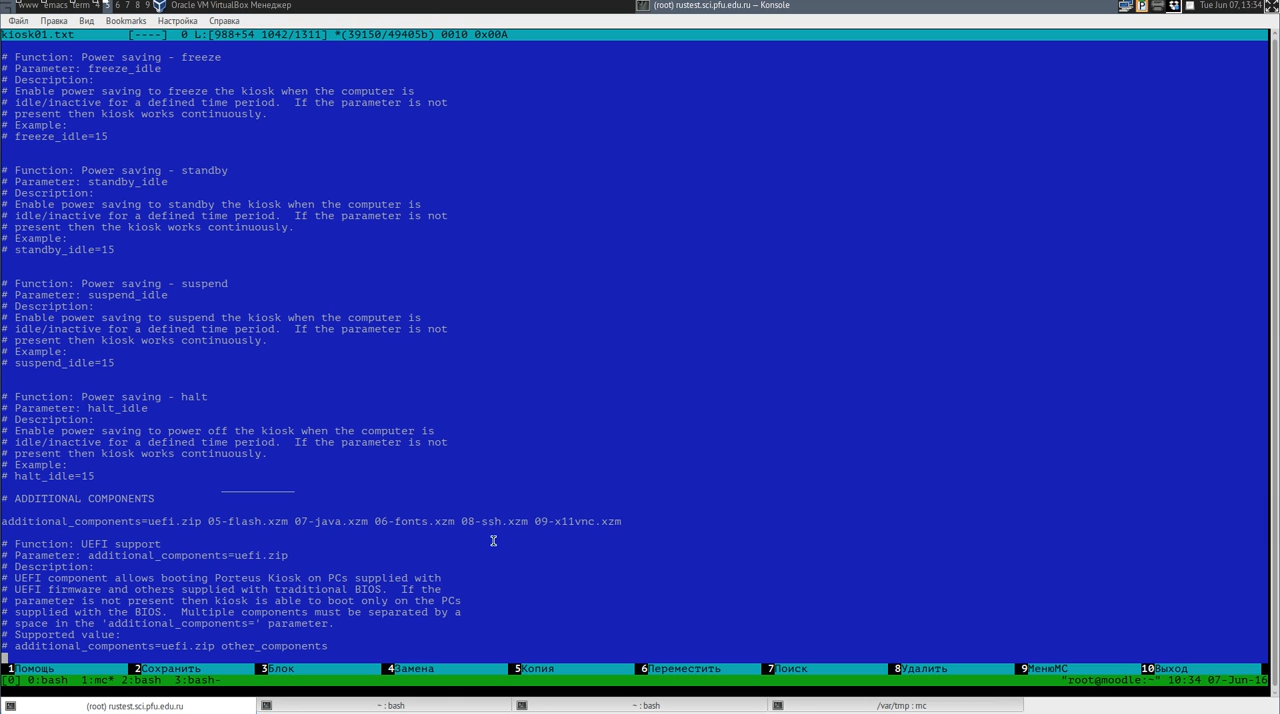 www Emacs Term 4 5 6 7 8 9 Oracle VM VirtualBox Менеджер (root) rustest.sci.pfu.edu.ru — Konsole Tue Jun 07, 13:34
Файл Правка Вид Bookmarks Настройка Справка
kiosk01.txt [----] 0 L:[988+54 1042/1311] *(39150/49405b) 0010 0x00A
# Function: Power saving - freeze
# Parameter: freeze_idle
# Description:
# Enable power saving to freeze the kiosk when the computer is
# idle/inactive for a defined time period.  If the parameter is not
# present then kiosk works continuously.
# Example:
# freeze_idle=15
# Function: Power saving - standby
# Parameter: standby_idle
# Description:
# Enable power saving to standby the kiosk when the computer is
# idle/inactive for a defined time period.  If the parameter is not
# present then the kiosk works continuously.
# Example:
# standby_idle=15
# Function: Power saving - suspend
# Parameter: suspend_idle
# Description:
# Enable power saving to suspend the kiosk when the computer is
# idle/inactive for a defined time period.  If the parameter is not
# present then kiosk works continuously.
# Example:
# suspend_idle=15
# Function: Power saving - halt
# Parameter: halt_idle
# Description:
# Enable power saving to power off the kiosk when the computer is
# idle/inactive for a defined time period.  If the parameter is not
# present then kiosk works continuously.
# Example:
# halt_idle=15
# ADDITIONAL COMPONENTS
additional_components=uefi.zip 05-flash.xzm 07-java.xzm 06-fonts.xzm 08-ssh.xzm 09-x11vnc.xzm
# Function: UEFI support
# Parameter: additional_components=uefi.zip
# Description:
# UEFI component allows booting Porteus Kiosk on PCs supplied with
# UEFI firmware and others supplied with traditional BIOS.  If the
# parameter is not present then kiosk is able to boot only on the PCs
# supplied with the BIOS.  Multiple components must be separated by a
# space in the 'additional_components=' parameter.
# Supported value:
# additional_components=uefi.zip other_components
1Помощь 2Сохранить 3Блок 4Замена 5Копия 6Переместить 7Поиск 8Удалить 9МенюМС 10Выход
[0] 0:bash 1:mc* 2:bash 3:bash- "root@moodle:~" 10:34 07-Jun-16
(root) rustest.sci.pfu.edu.ru ~ : bash ~ : bash /var/tmp : mc